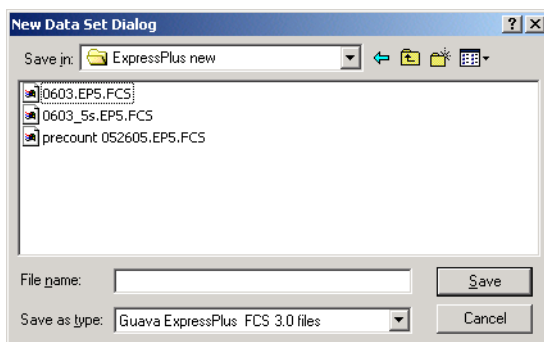 New Data Set Dialog
Save in: ExpressPlus new
0603.EP5.FCS
0603_5s.EP5.FCS
precount 052605.EP5.FCS
File name: Save
Save as type: Guava ExpressPlus FCS 3.0 files Cancel